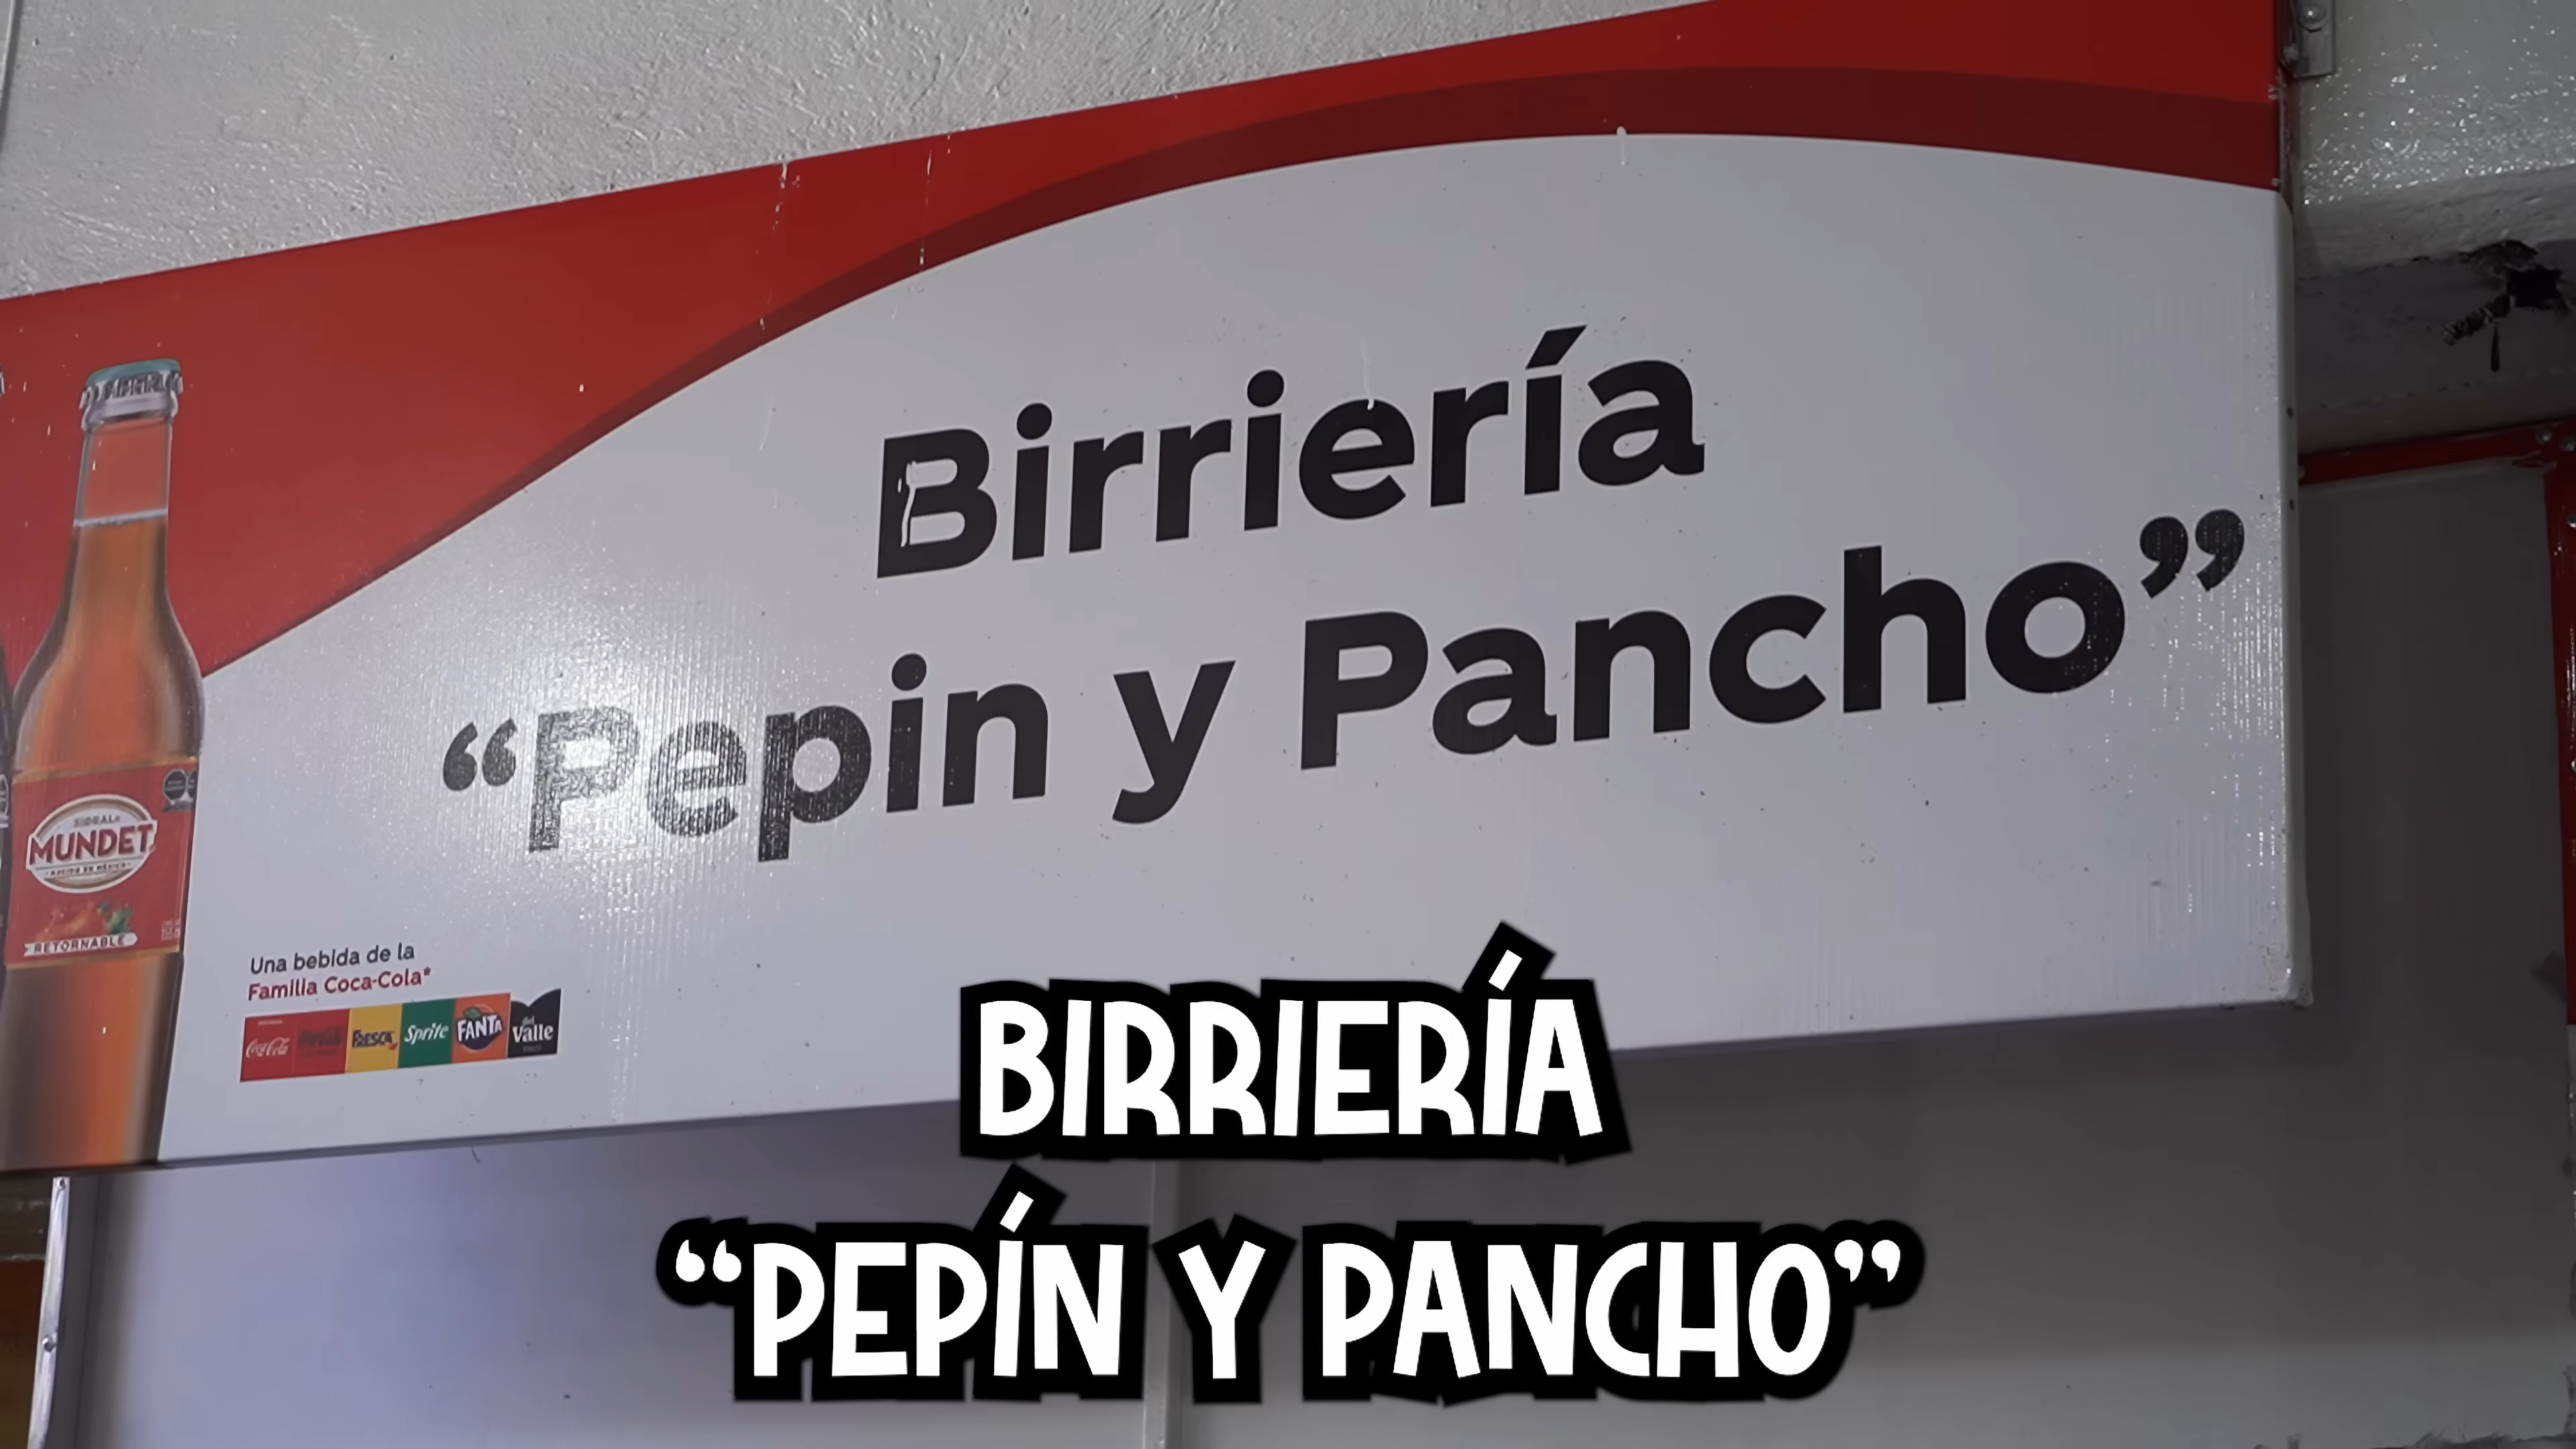 Birriería
“Pepin y Pancho”
SIDRAL
MUNDET
RETORNABLE
Una bebida de la
Familia Coca-Cola*
Coca-Cola FRESCA Sprite FANTA del Valle
BIRRIERÍA
“PEPÍN Y PANCHO”